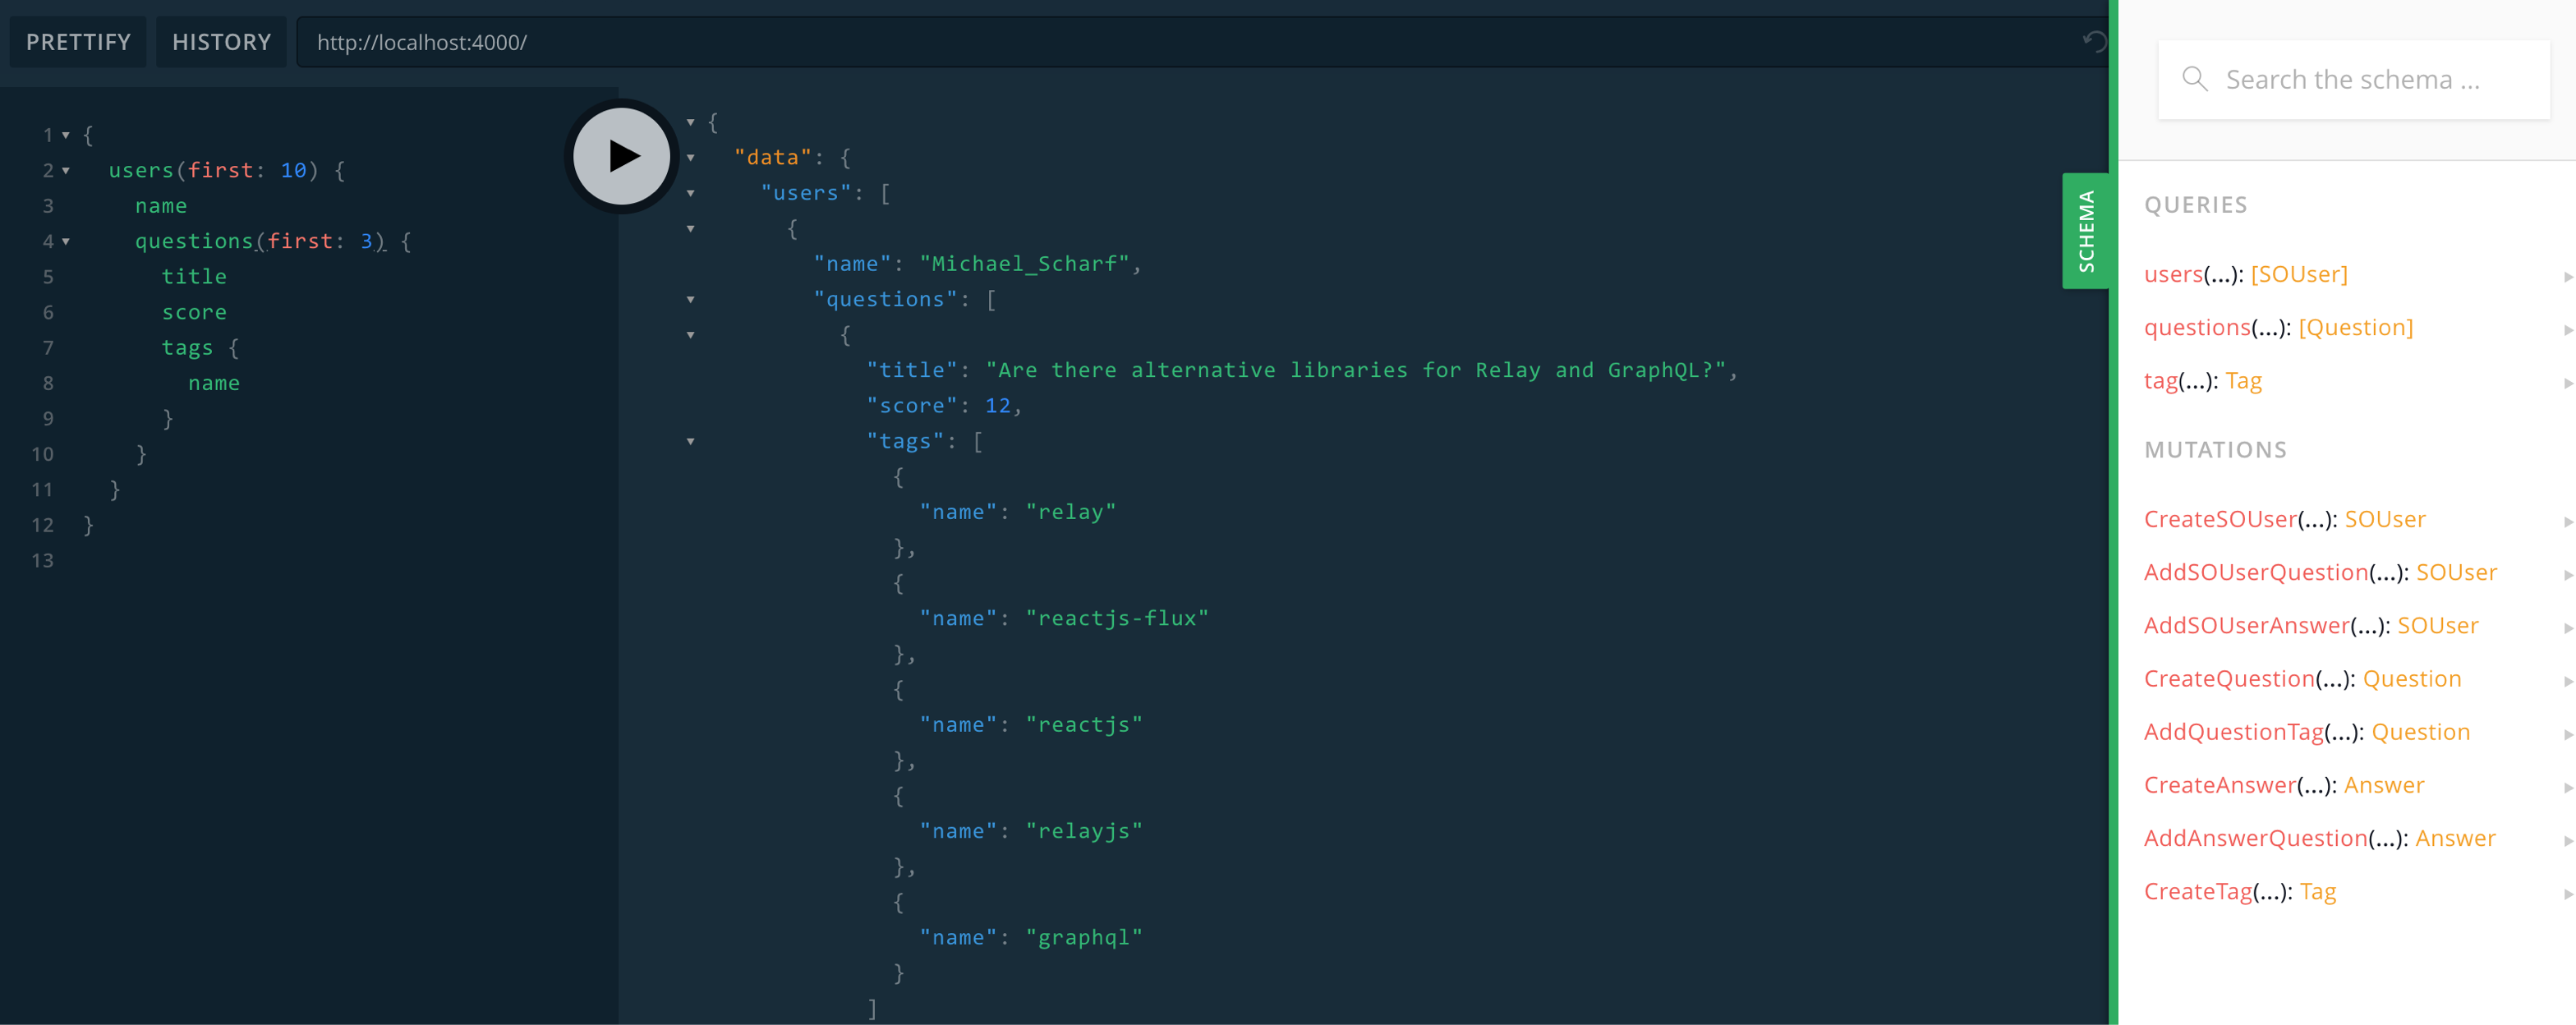 PRETTIFY HISTORY http://localhost:4000/
1 {
2 users(first: 10) {
3 name
4 questions(first: 3) {
5 title
6 score
7 tags {
8 name
9 }
10 }
11 }
12 }
13
{
"data": {
"users": [
{
"name": "Michael_Scharf",
"questions": [
{
"title": "Are there alternative libraries for Relay and GraphQL?",
"score": 12,
"tags": [
{
"name": "relay"
},
{
"name": "reactjs-flux"
},
{
"name": "reactjs"
},
{
"name": "relayjs"
},
{
"name": "graphql"
}
]
SCHEMA
Search the schema ...
QUERIES
users(...): [SOUser]
questions(...): [Question]
tag(...): Tag
MUTATIONS
CreateSOUser(...): SOUser
AddSOUserQuestion(...): SOUser
AddSOUserAnswer(...): SOUser
CreateQuestion(...): Question
AddQuestionTag(...): Question
CreateAnswer(...): Answer
AddAnswerQuestion(...): Answer
CreateTag(...): Tag